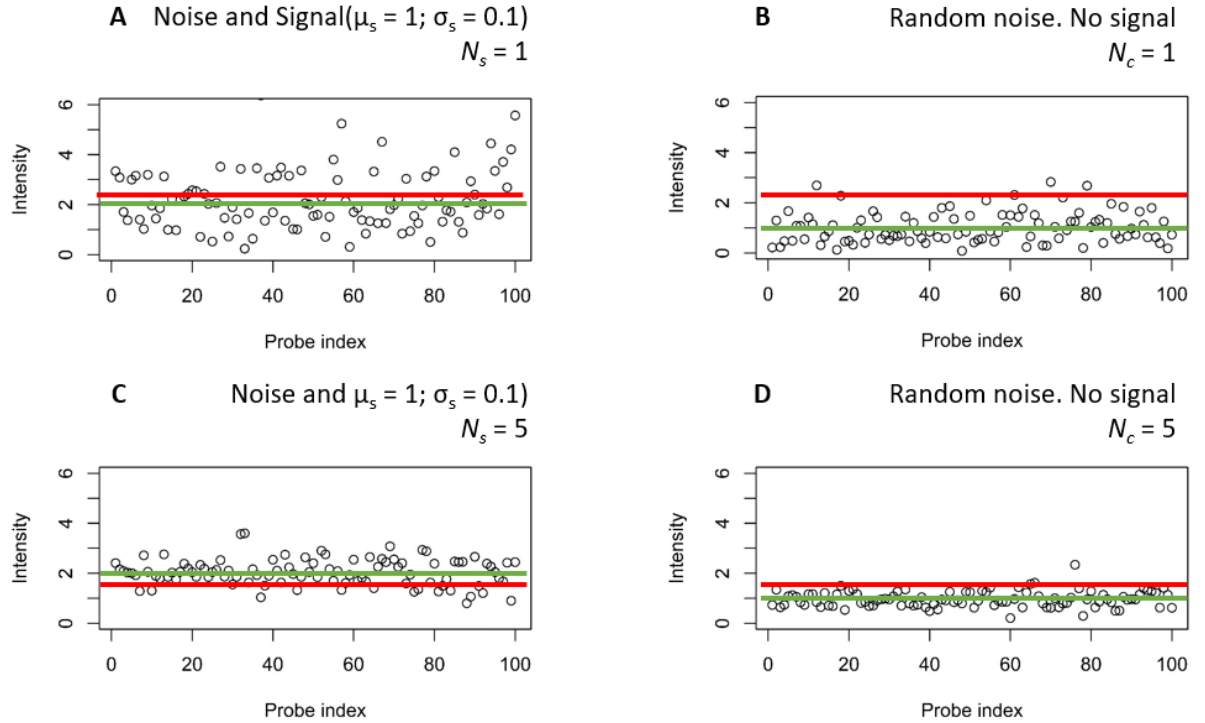 A Noise and Signal(μs = 1; σs = 0.1)
Ns = 1
Intensity
6
4
2
0
0 20 40 60 80 100
Probe index
B Random noise. No signal
Nc = 1
Intensity
6
4
2
0
0 20 40 60 80 100
Probe index
C Noise and μs = 1; σs = 0.1)
Ns = 5
Intensity
6
4
2
0
0 20 40 60 80 100
Probe index
D Random noise. No signal
Nc = 5
Intensity
6
4
2
0
0 20 40 60 80 100
Probe index